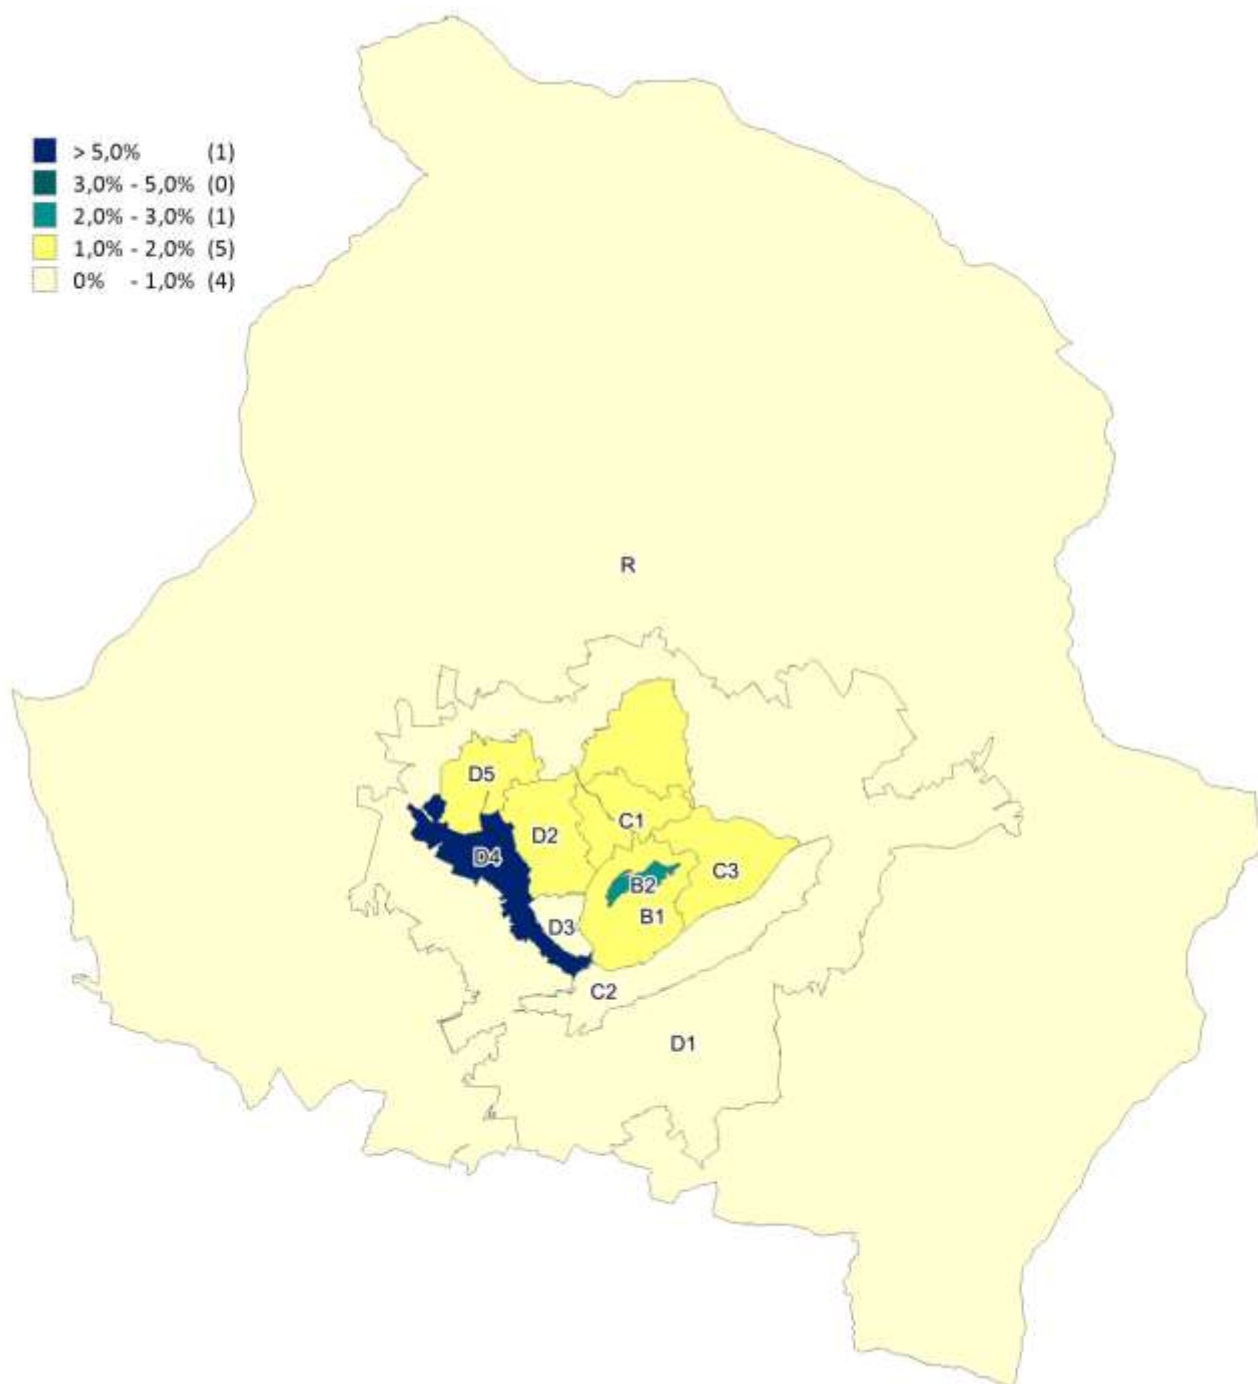 > 5,0% (1)
3,0% - 5,0% (0)
2,0% - 3,0% (1)
1,0% - 2,0% (5)
0% - 1,0% (4)
R
D5
C1
D2
D4
C3
B2
B1
D3
C2
D1